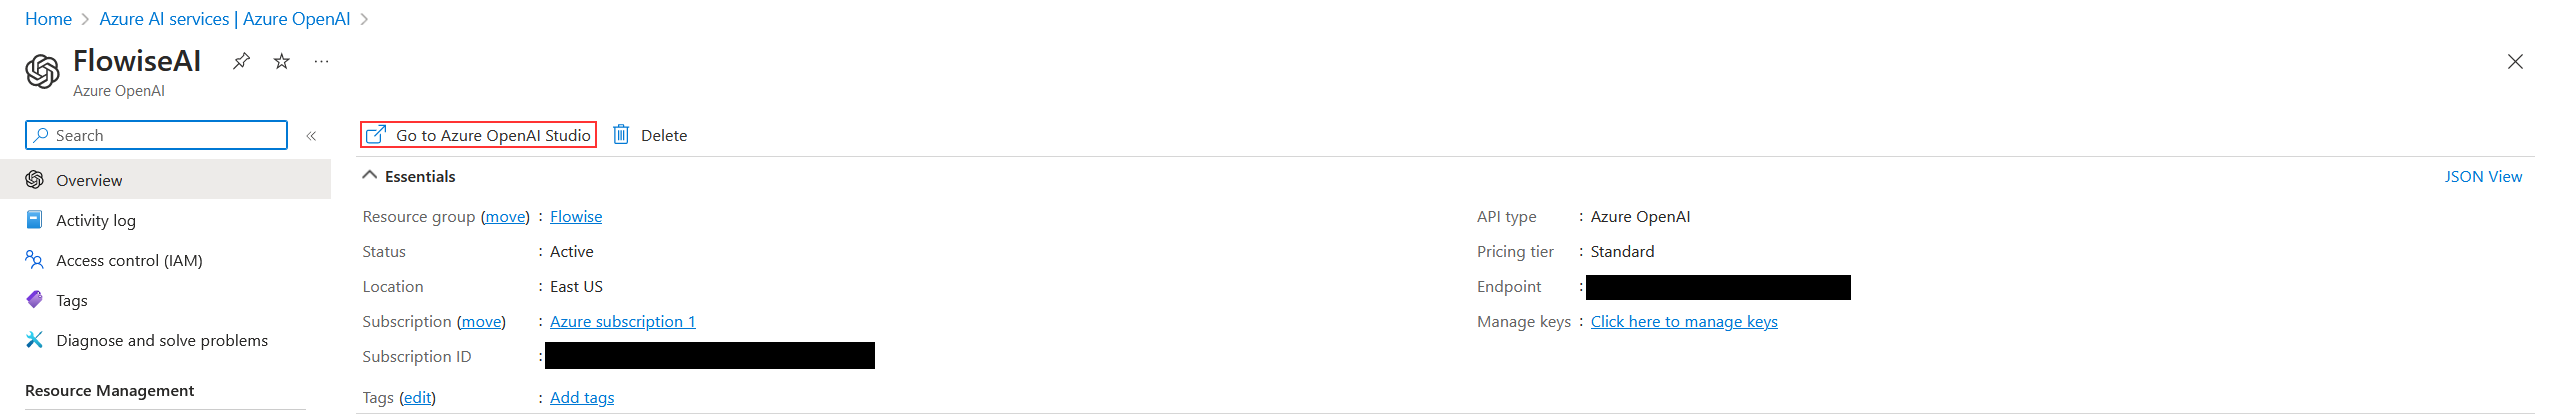 Home > Azure AI services | Azure OpenAI >
FlowiseAI ...
Azure OpenAI
Search «
Overview
Activity log
Access control (IAM)
Tags
Diagnose and solve problems
Resource Management
Go to Azure OpenAI Studio Delete
Essentials JSON View
Resource group (move) : Flowise
Status : Active
Location : East US
Subscription (move) : Azure subscription 1
Subscription ID :
Tags (edit) : Add tags
API type : Azure OpenAI
Pricing tier : Standard
Endpoint :
Manage keys : Click here to manage keys